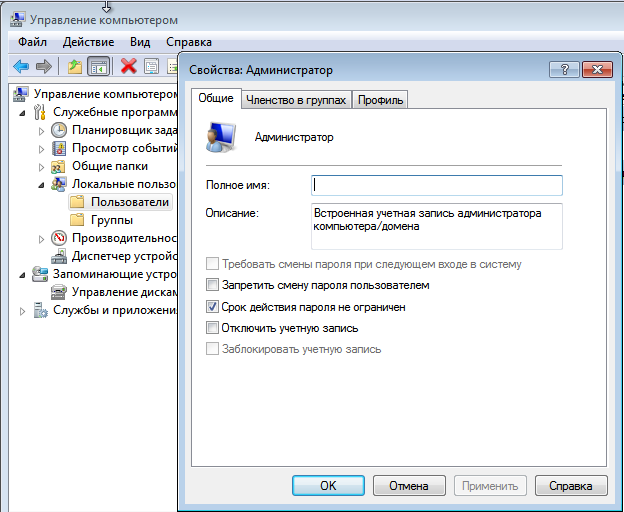 Управление компьютером
Файл Действие Вид Справка
Управление компьютером
Служебные программ
Планировщик зада
Просмотр событий
Общие папки
Локальные пользо
Пользователи
Группы
Производительнос
Диспетчер устройс
Запоминающие устро
Управление дискам
Службы и приложени
Свойства: Администратор
Общие Членство в группах Профиль
Администратор
Полное имя:
Описание:
Встроенная учетная запись администратора
компьютера/домена
Требовать смены пароля при следующем входе в систему
Запретить смену пароля пользователем
Срок действия пароля не ограничен
Отключить учетную запись
Заблокировать учетную запись
OK Отмена Применить Справка